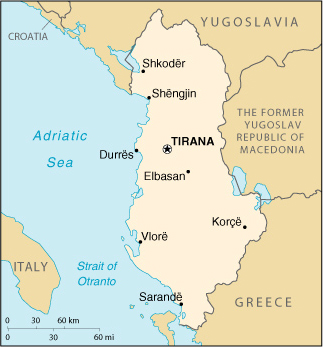 YUGOSLAVIA
CROATIA
Shkodër
Shëngjin
THE FORMER
YUGOSLAV
REPUBLIC OF
MACEDONIA
Adriatic
Sea
TIRANA
Durrës
Elbasan
Korçë
Vlorë
ITALY
Strait of
Otranto
Sarandë
GREECE
0 30 60 km
0 30 60 mi